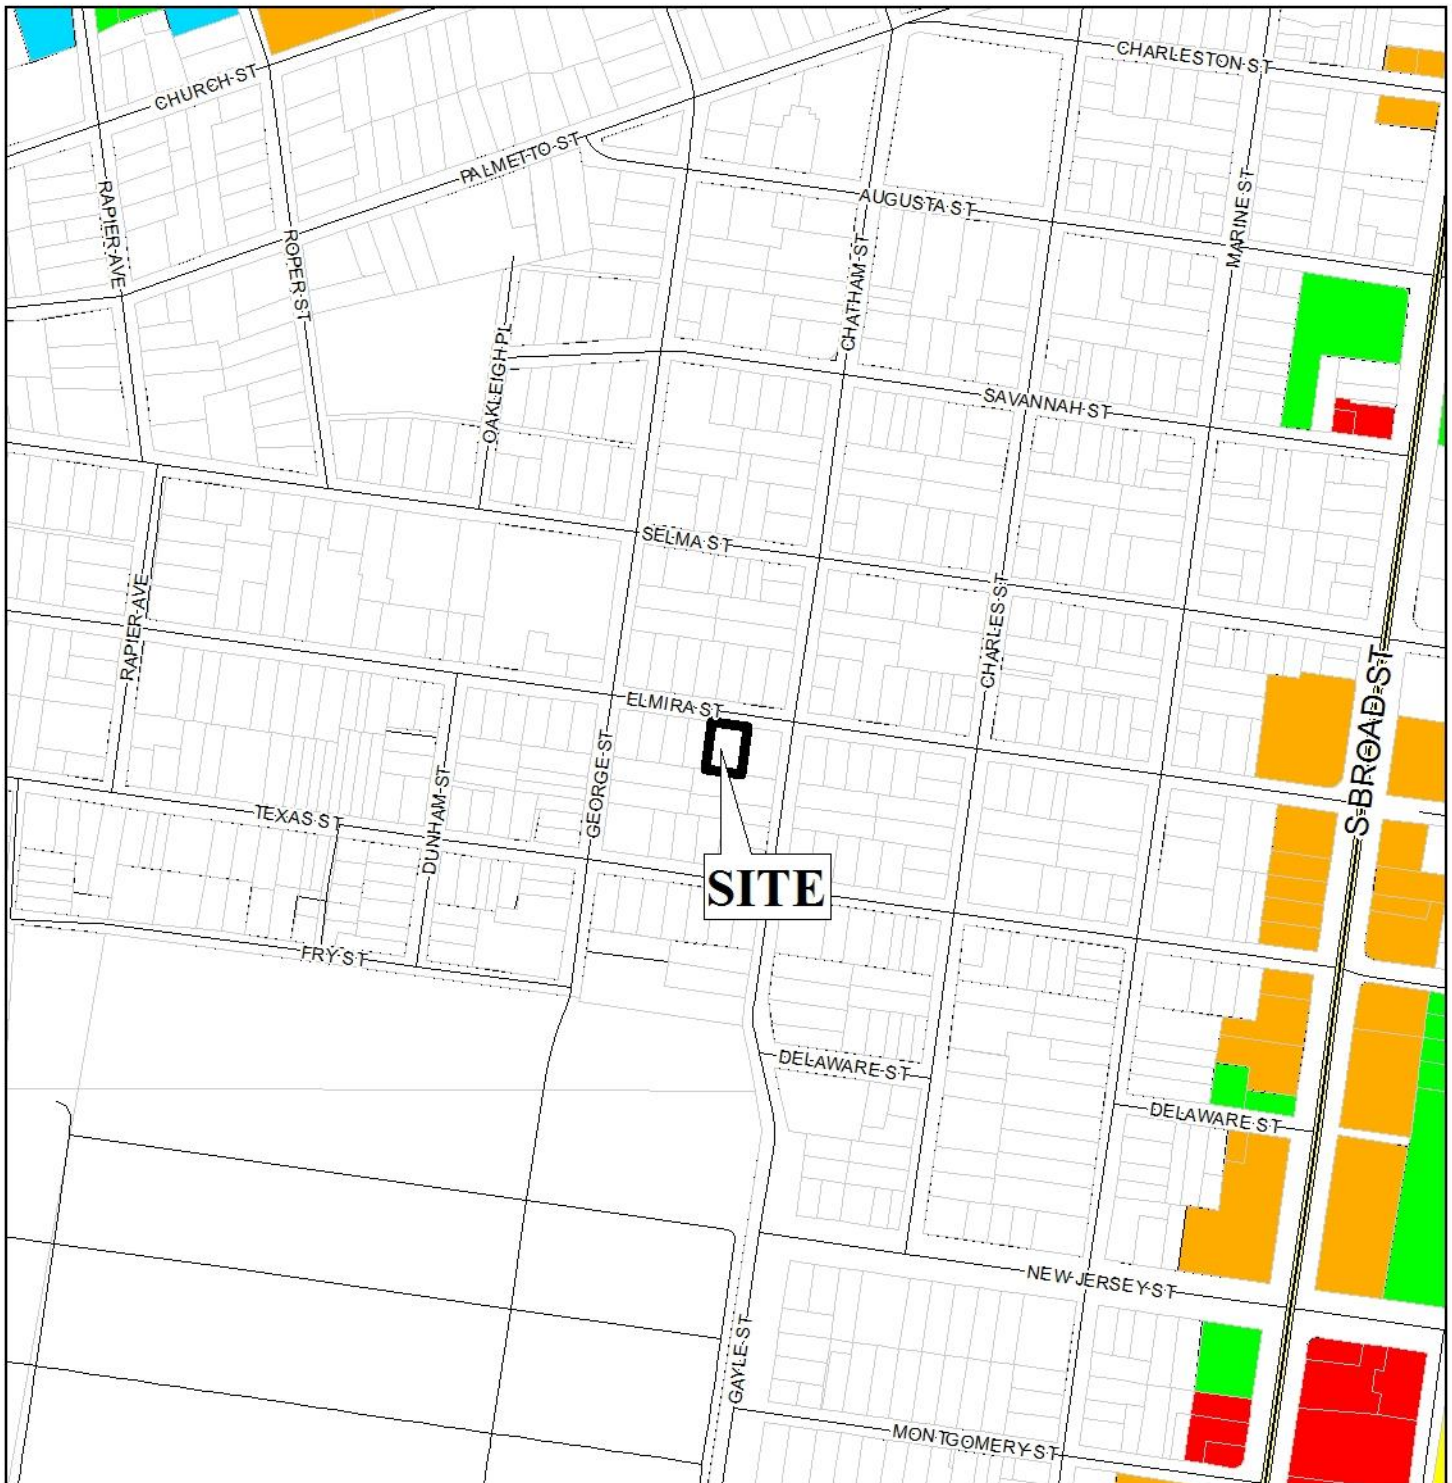 CHARLESTON ST
CHURCH ST
PALMETTO ST
RAPIER AVE
AUGUSTA ST
MARINE ST
ROPER ST
CHATHAM ST
OAKLEIGH PL
SAVANNAH ST
SELMA ST
RAPIER AVE
CHARLES ST
ELMIRA ST
S BROAD ST
GEORGE ST
TEXAS ST
DUNHAM ST
SITE
FRY ST
DELAWARE ST
DELAWARE ST
NEW JERSEY ST
GAYLE ST
MONTGOMERY ST